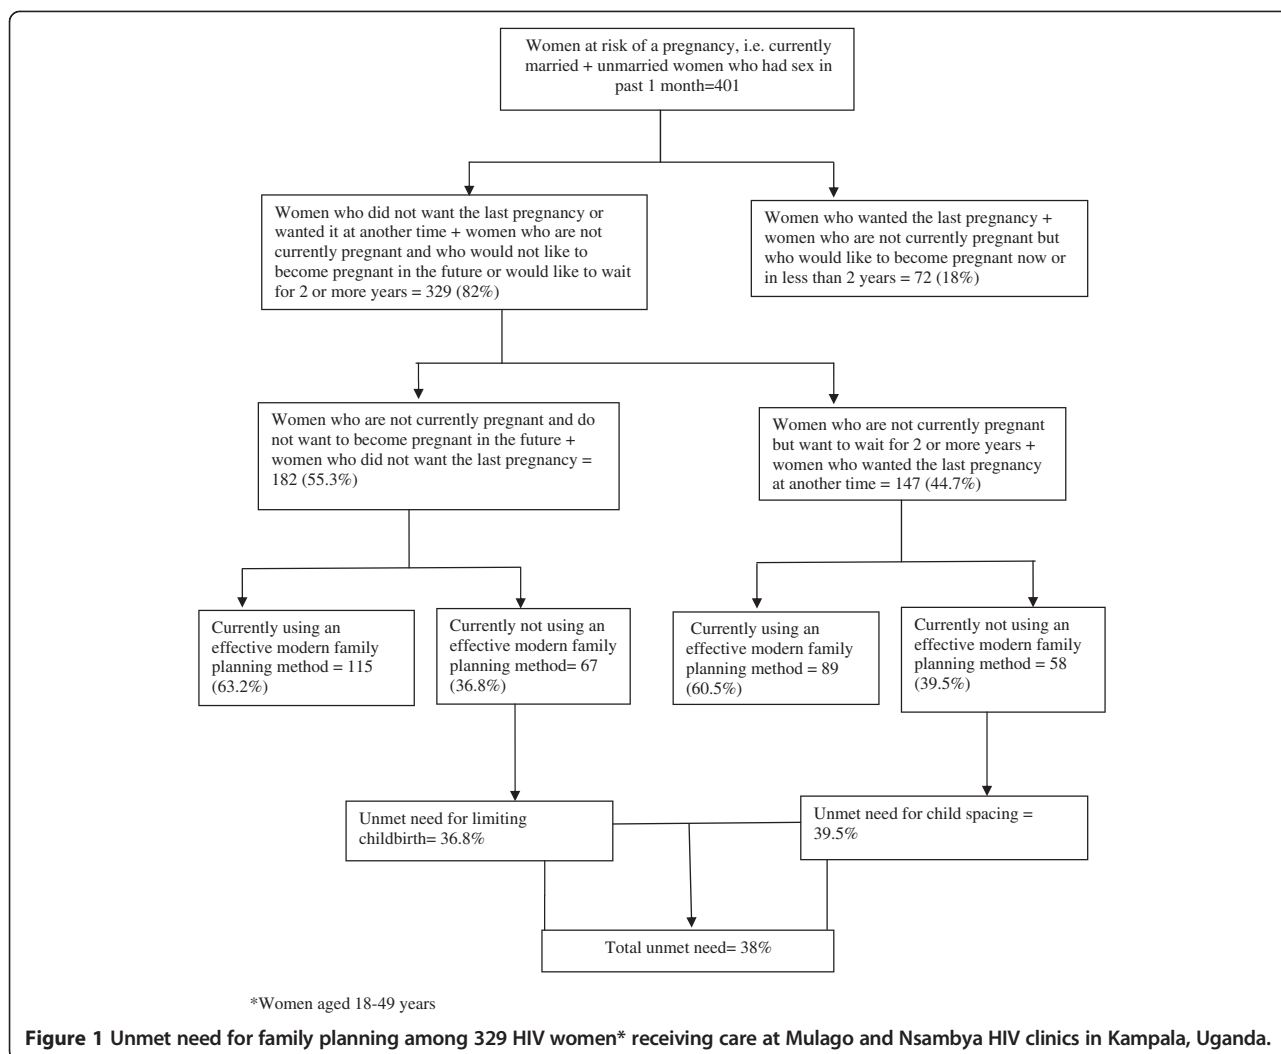 Women at risk of a pregnancy, i.e. currently
married + unmarried women who had sex in
past 1 month=401
Women who did not want the last pregnancy or
wanted it at another time + women who are not
currently pregnant and who would not like to
become pregnant in the future or would like to wait
for 2 or more years = 329 (82%)
Women who wanted the last pregnancy +
women who are not currently pregnant but
who would like to become pregnant now or
in less than 2 years = 72 (18%)
Women who are not currently pregnant and do
not want to become pregnant in the future +
women who did not want the last pregnancy =
182 (55.3%)
Women who are not currently pregnant
but want to wait for 2 or more years +
women who wanted the last pregnancy
at another time = 147 (44.7%)
Currently using an
effective modern family
planning method = 115
(63.2%)
Currently not using an
effective modern family
planning method= 67
(36.8%)
Currently using an
effective modern family
planning method = 89
(60.5%)
Currently not using an
effective modern family
planning method = 58
(39.5%)
Unmet need for limiting
childbirth= 36.8%
Unmet need for child spacing =
39.5%
Total unmet need= 38%
*Women aged 18-49 years
Figure 1 Unmet need for family planning among 329 HIV women* receiving care at Mulago and Nsambya HIV clinics in Kampala, Uganda.